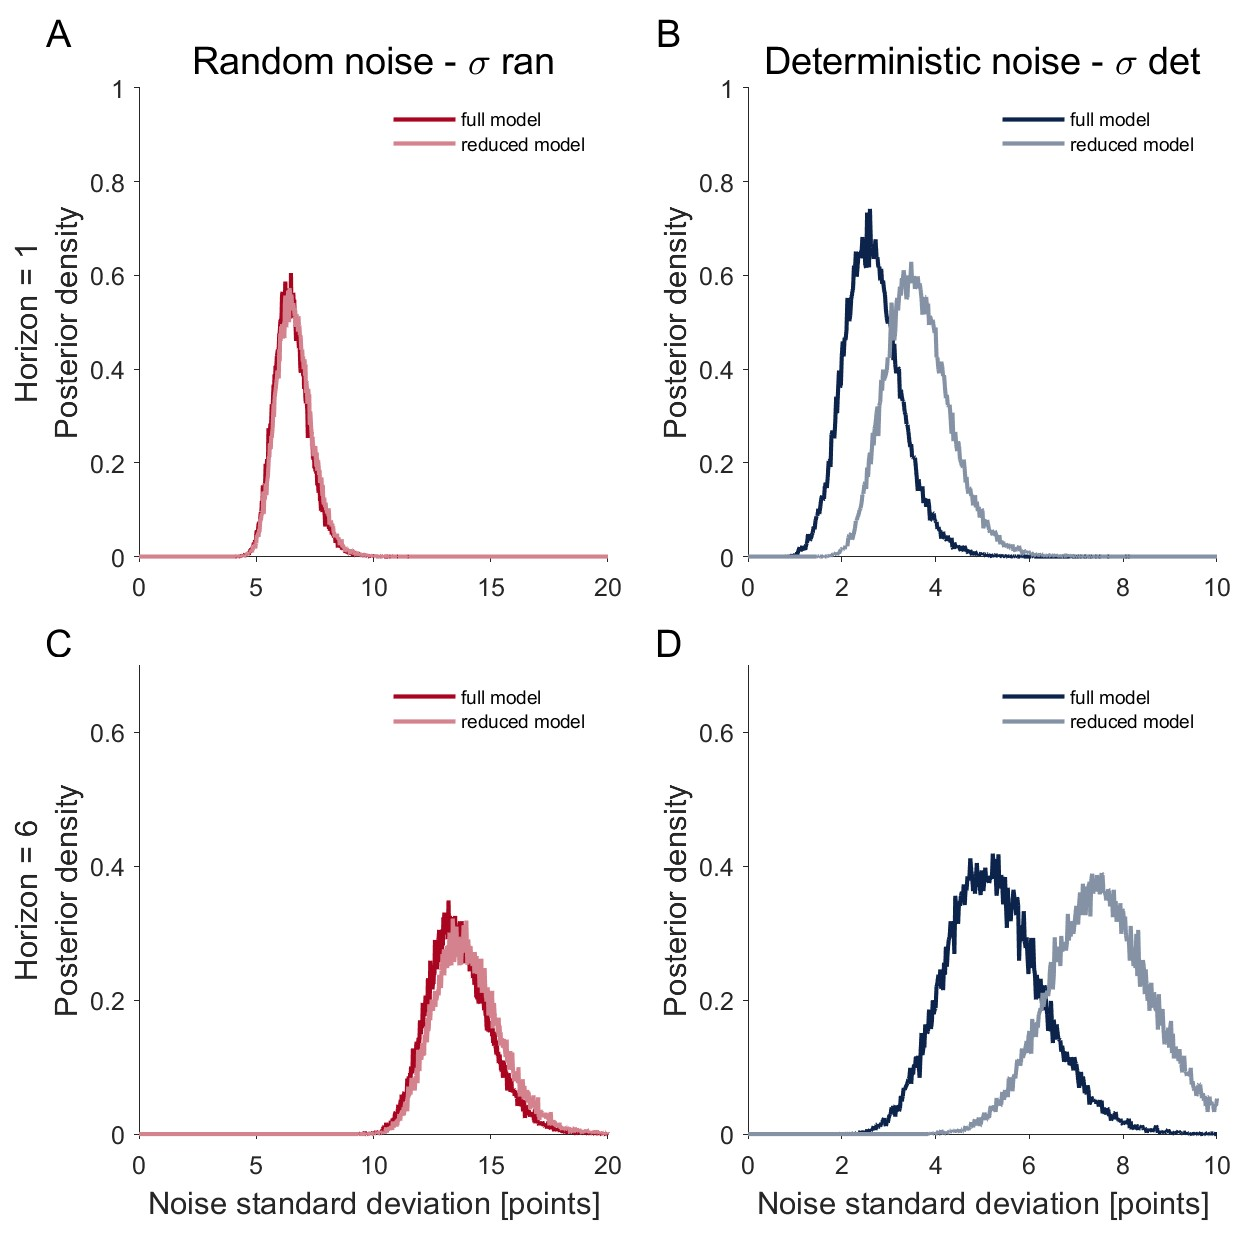 A
Random noise - σ ran
1
0.8
0.6
0.4
0.2
0
Horizon = 1
Posterior density
full model
reduced model
0 5 10 15 20
B
Deterministic noise - σ det
1
0.8
0.6
0.4
0.2
0
Posterior density
full model
reduced model
0 2 4 6 8 10
C
0.6
0.4
0.2
0
Horizon = 6
Posterior density
full model
reduced model
0 5 10 15 20
Noise standard deviation [points]
D
0.6
0.4
0.2
0
Posterior density
full model
reduced model
0 2 4 6 8 10
Noise standard deviation [points]